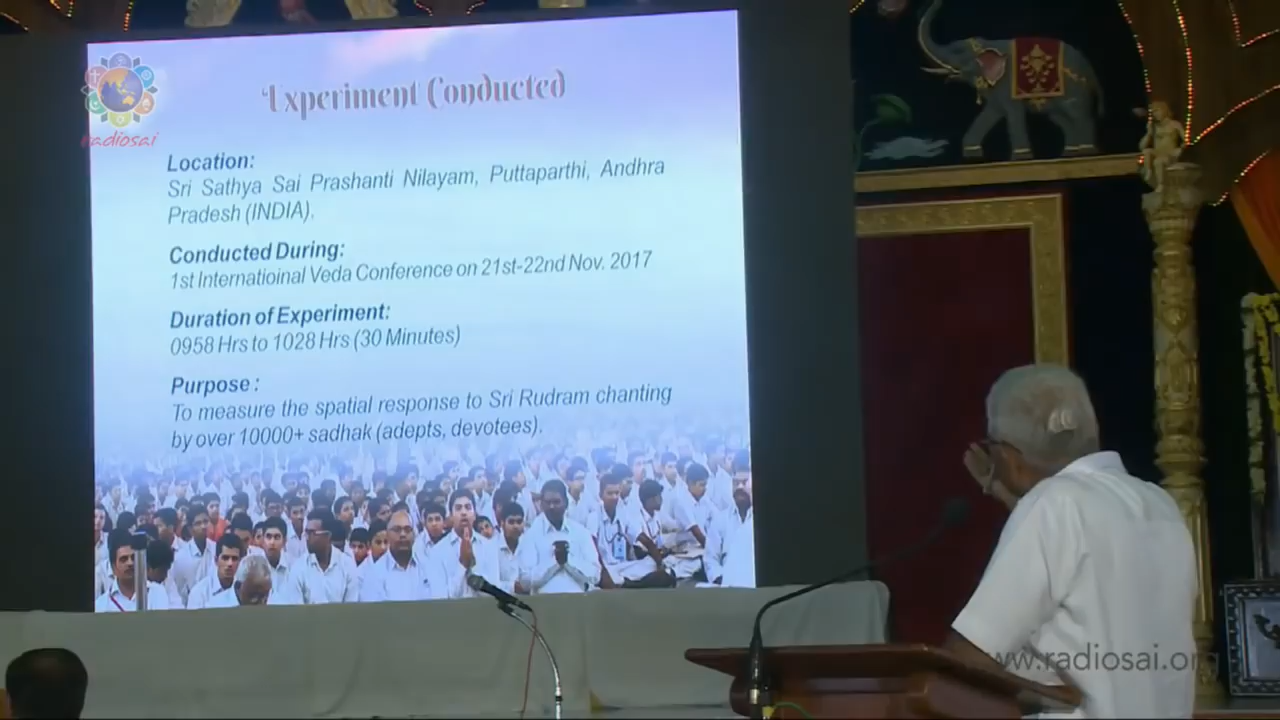 Experiment Conducted
radiosai
Location:
Sri Sathya Sai Prashanti Nilayam, Puttaparthi, Andhra
Pradesh (INDIA).
Conducted During:
1st Internatioinal Veda Conference on 21st-22nd Nov. 2017
Duration of Experiment:
0958 Hrs to 1028 Hrs (30 Minutes)
Purpose :
To measure the spatial response to Sri Rudram chanting
by over 10000+ sadhak (adepts, devotees).
www.radiosai.org